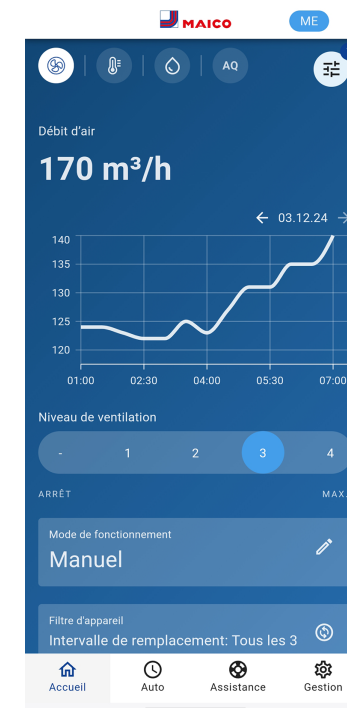 MAICO
ME
AQ
Débit d'air
170 m³/h
03.12.24
140
135
130
125
120
01:00 02:30 04:00 05:30 07:00
Niveau de ventilation
- 1 2 3 4
ARRÊT MAX.
Mode de fonctionnement
Manuel
Filtre d'appareil
Intervalle de remplacement: Tous les 3
Accueil Auto Assistance Gestion